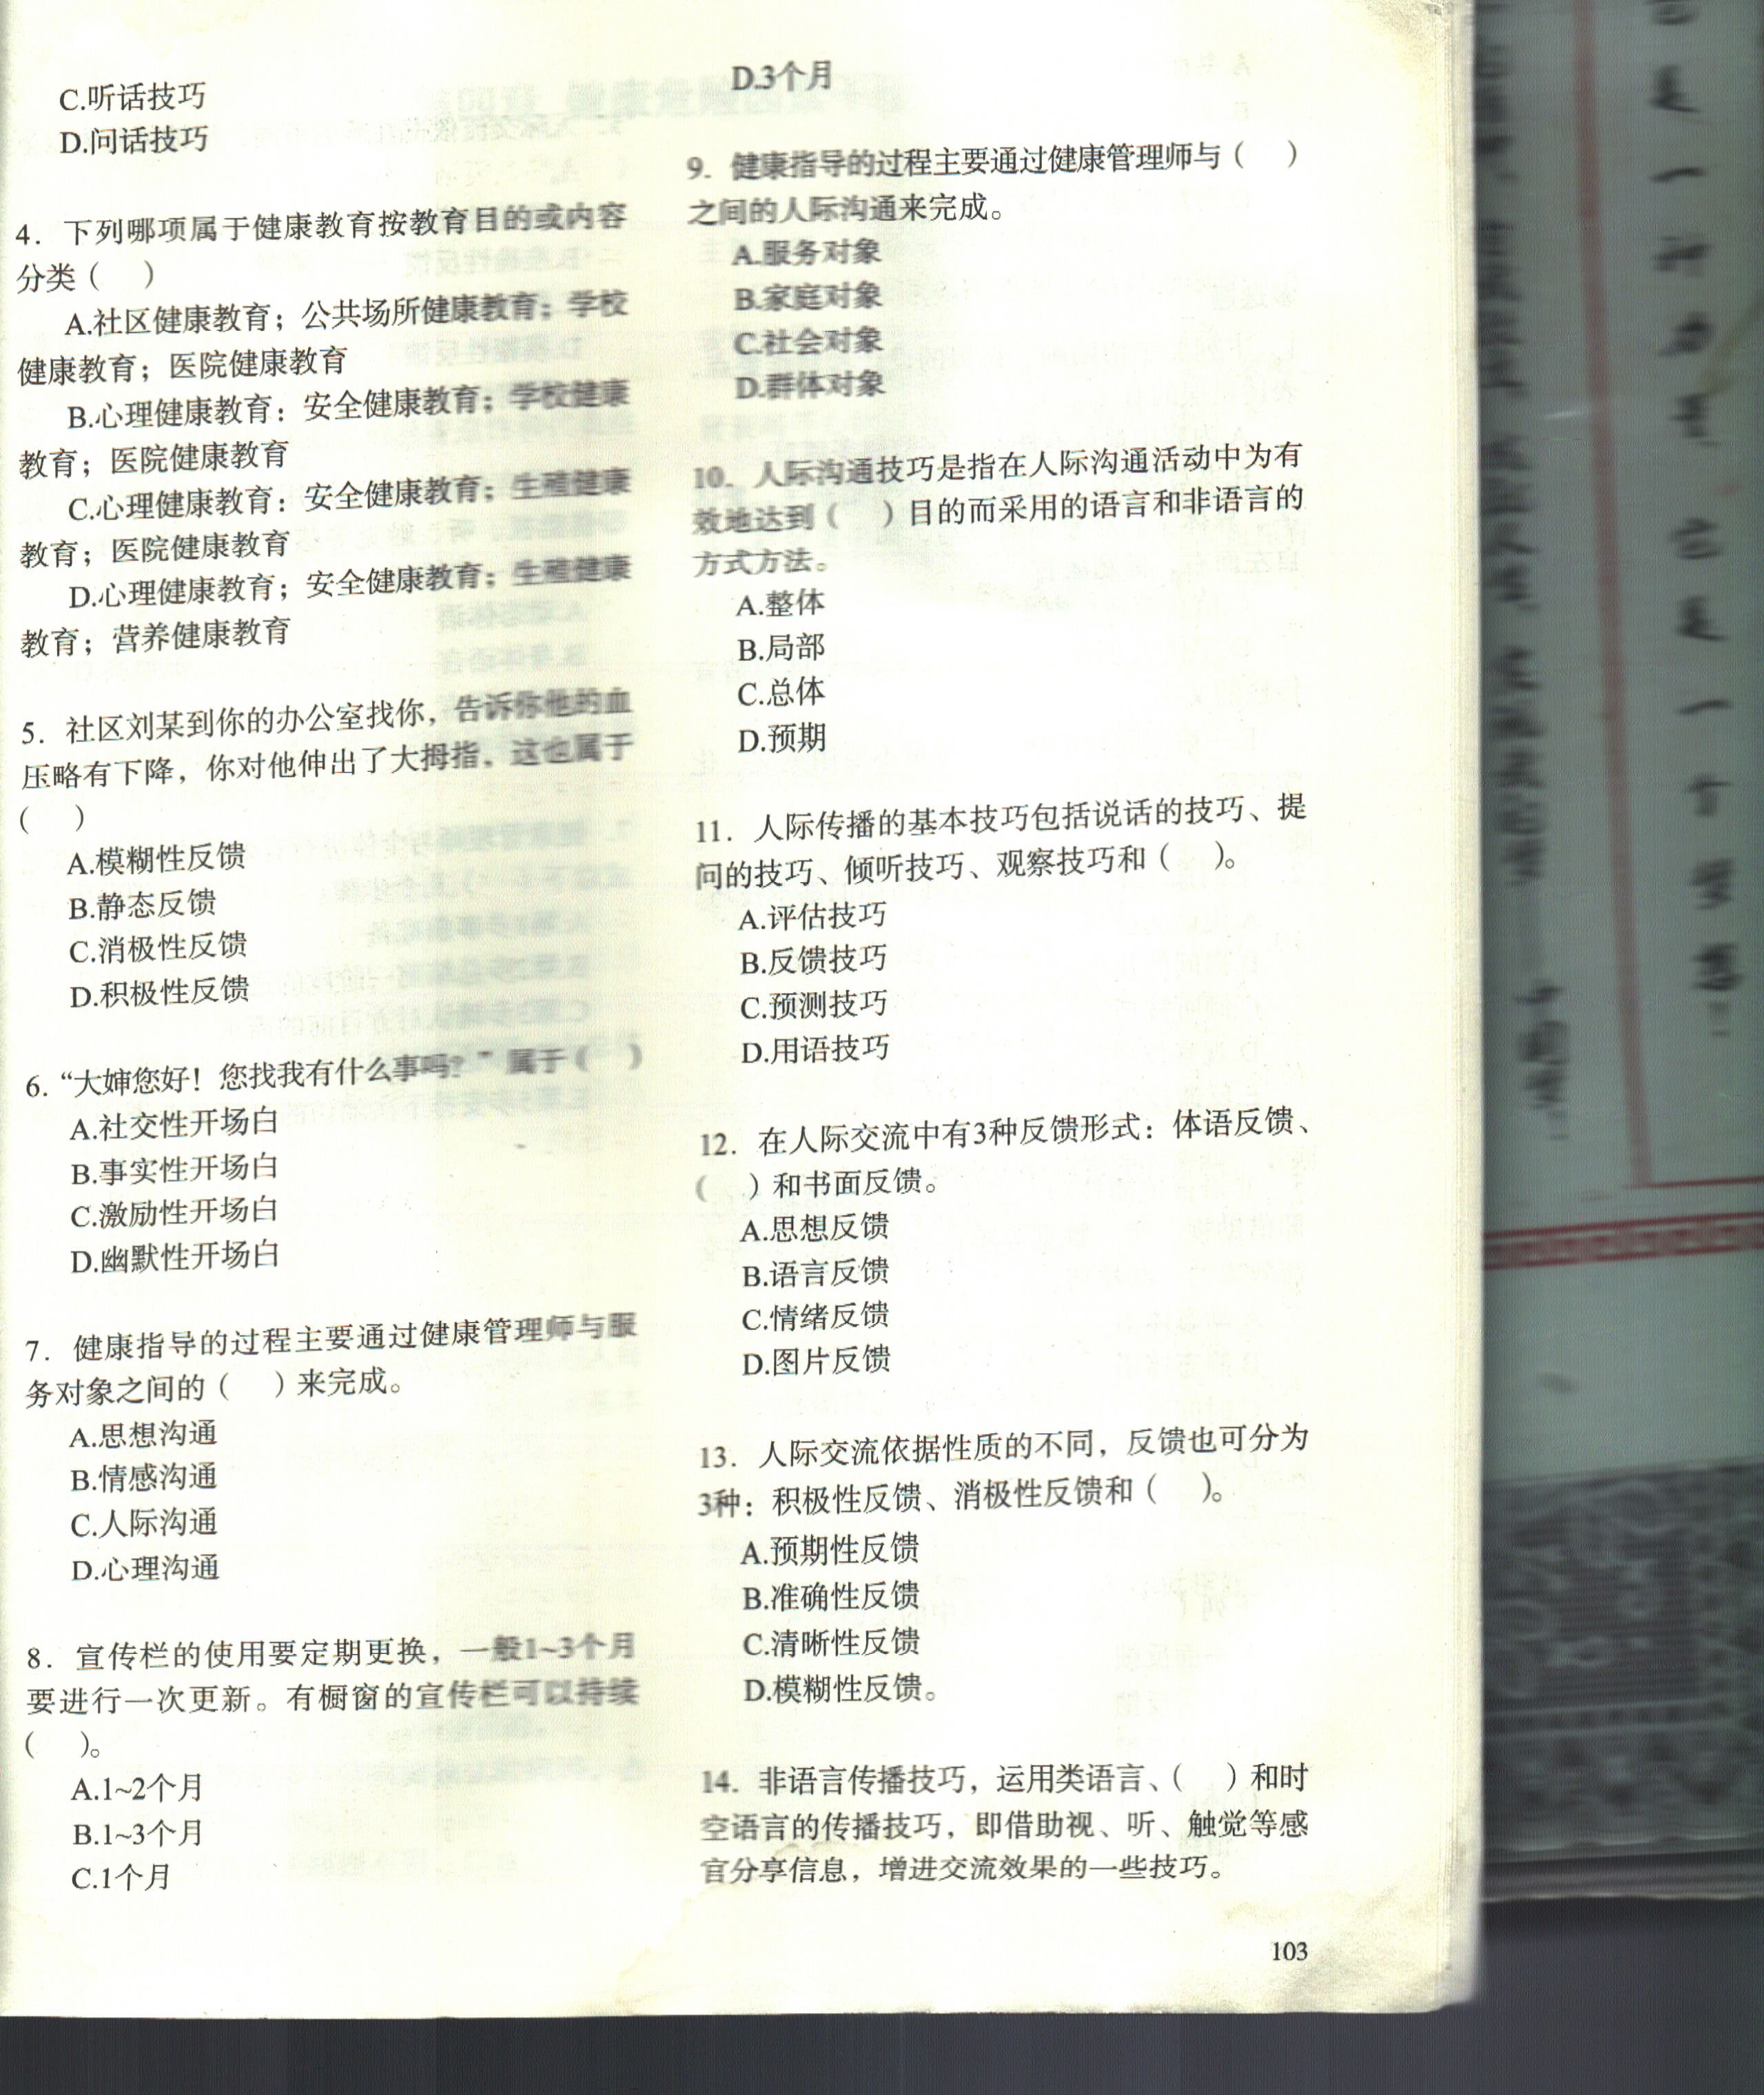 C.听话技巧
D.问话技巧
4. 下列哪项属于健康教育按教育目的或内容
分类（ ）
A.社区健康教育；公共场所健康教育；学校
健康教育；医院健康教育
B.心理健康教育：安全健康教育；学校健康
教育；医院健康教育
C.心理健康教育：安全健康教育；生殖健康
教育；医院健康教育
D.心理健康教育；安全健康教育；生殖健康
教育；营养健康教育
5. 社区刘某到你的办公室找你，告诉你他的血
压略有下降，你对他伸出了大拇指，这也属于
（ ）
A.模糊性反馈
B.静态反馈
C.消极性反馈
D.积极性反馈
6. “大婶您好！您找我有什么事吗？”属于（ ）
A.社交性开场白
B.事实性开场白
C.激励性开场白
D.幽默性开场白
7. 健康指导的过程主要通过健康管理师与服
务对象之间的（ ）来完成。
A.思想沟通
B.情感沟通
C.人际沟通
D.心理沟通
8. 宣传栏的使用要定期更换，一般1~3个月
要进行一次更新。有橱窗的宣传栏可以持续
（ ）。
A.1~2个月
B.1~3个月
C.1个月
D.3个月
9. 健康指导的过程主要通过健康管理师与（ ）
之间的人际沟通来完成。
A.服务对象
B.家庭对象
C.社会对象
D.群体对象
10. 人际沟通技巧是指在人际沟通活动中为有
效地达到（ ）目的而采用的语言和非语言的
方式方法。
A.整体
B.局部
C.总体
D.预期
11. 人际传播的基本技巧包括说话的技巧、提
问的技巧、倾听技巧、观察技巧和（ ）。
A.评估技巧
B.反馈技巧
C.预测技巧
D.用语技巧
12. 在人际交流中有3种反馈形式：体语反馈、
（ ）和书面反馈。
A.思想反馈
B.语言反馈
C.情绪反馈
D.图片反馈
13. 人际交流依据性质的不同，反馈也可分为
3种：积极性反馈、消极性反馈和（ ）。
A.预期性反馈
B.准确性反馈
C.清晰性反馈
D.模糊性反馈。
14. 非语言传播技巧，运用类语言、（ ）和时
空语言的传播技巧，即借助视、听、触觉等感
官分享信息，增进交流效果的一些技巧。
103